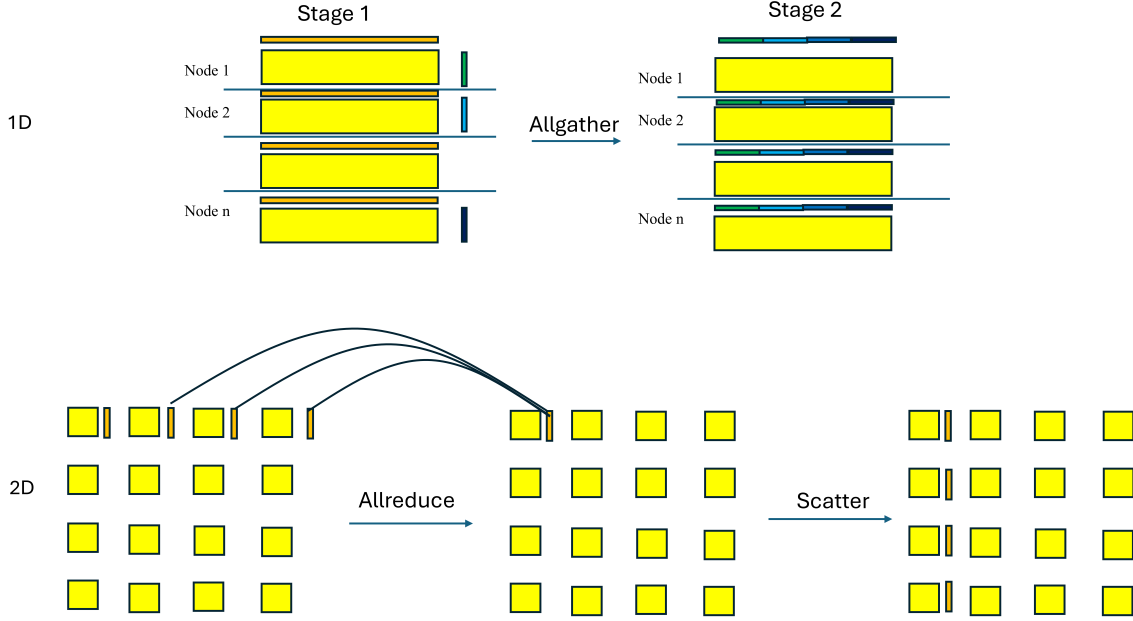 Stage 1
Stage 2
Node 1
Node 1
1D
Node 2
Allgather
Node 2
Node n
Node n
2D
Allreduce
Scatter